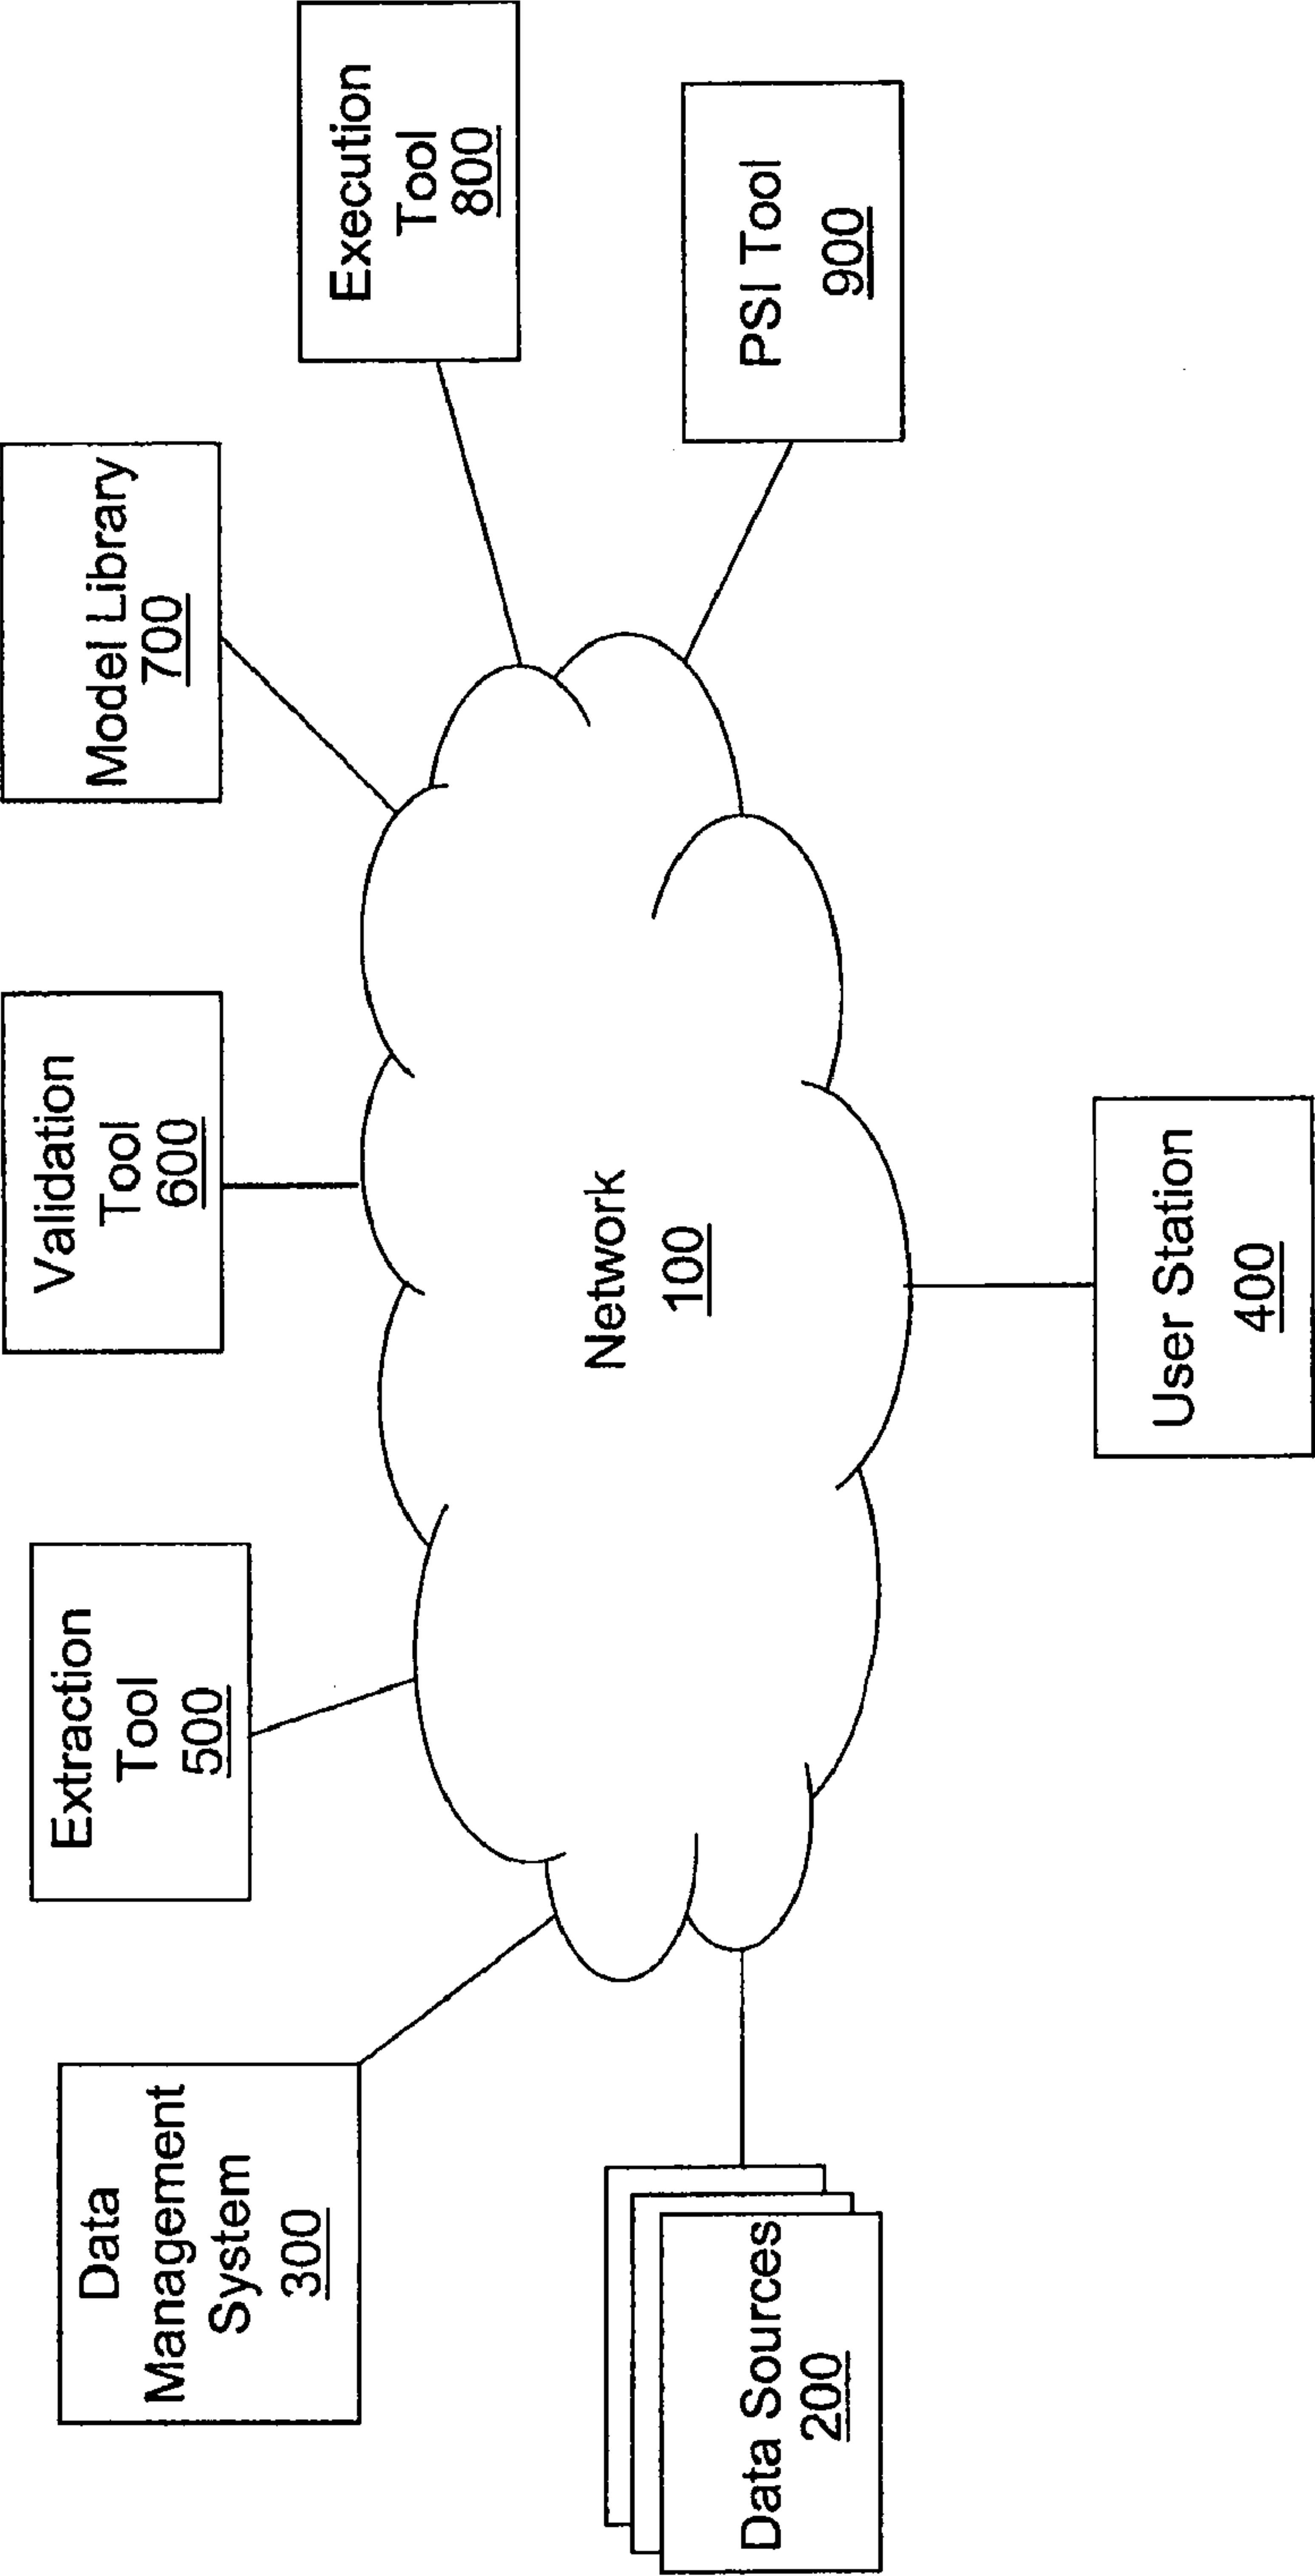 Data
Management
System
300
Extraction
Tool
500
Validation
Tool
600
Model Library
700
Execution
Tool
800
PSI Tool
900
Network
100
Data Sources
200
User Station
400